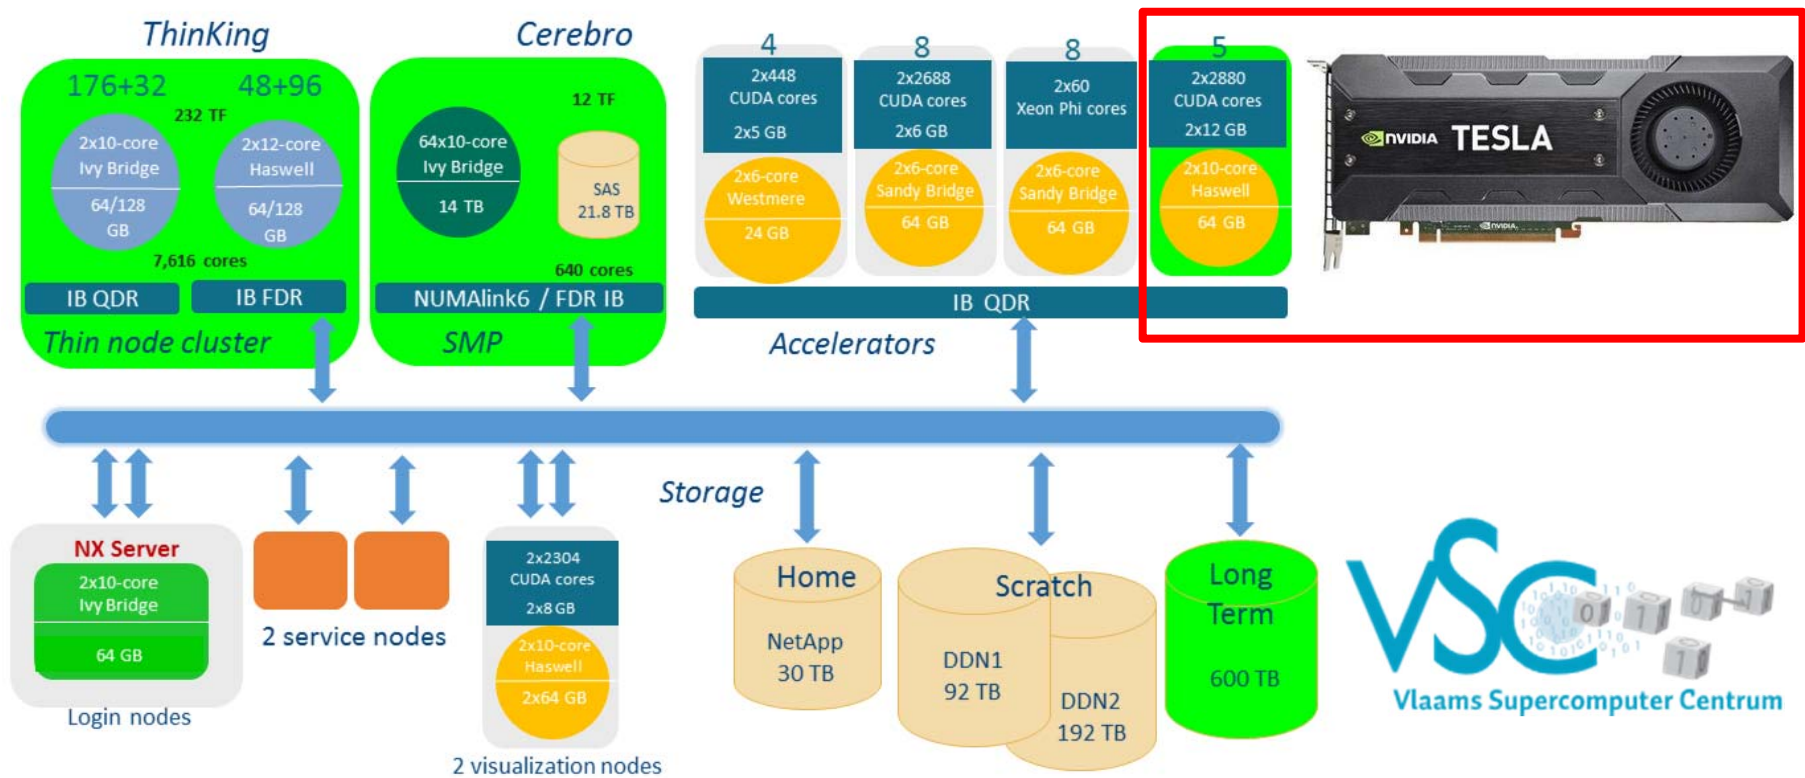 ThinKing
176+32
48+96
232 TF
2x10-core
Ivy Bridge
64/128
GB
2x12-core
Haswell
64/128
GB
7,616 cores
IB QDR
IB FDR
Thin node cluster
Cerebro
12 TF
64x10-core
Ivy Bridge
14 TB
SAS
21.8 TB
640 cores
NUMAlink6 / FDR IB
SMP
4
2x448
CUDA cores
2x5 GB
2x6-core
Westmere
24 GB
8
2x2688
CUDA cores
2x6 GB
2x6-core
Sandy Bridge
64 GB
8
2x60
Xeon Phi cores
2x6-core
Sandy Bridge
64 GB
5
2x2880
CUDA cores
2x12 GB
2x10-core
Haswell
64 GB
IB QDR
Accelerators
NVIDIA TESLA
NVIDIA.
NX Server
2x10-core
Ivy Bridge
64 GB
Login nodes
2 service nodes
2x2304
CUDA cores
2x8 GB
2x10-core
Haswell
2x64 GB
2 visualization nodes
Storage
Home
NetApp
30 TB
Scratch
DDN1
92 TB
DDN2
192 TB
Long
Term
600 TB
VSC
Vlaams Supercomputer Centrum